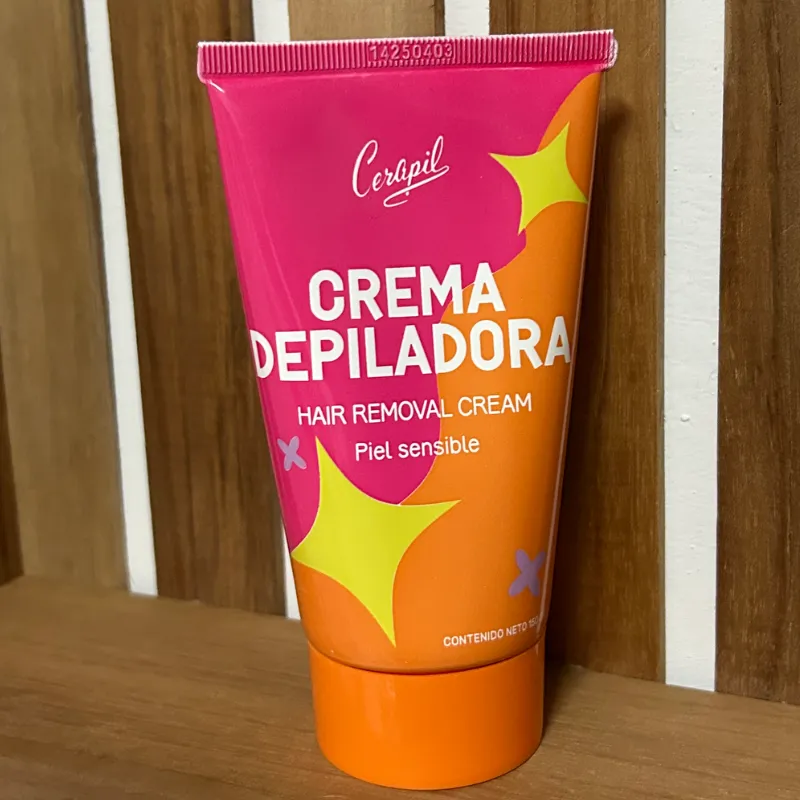 14250403
Cerapil
CREMA
DEPILADORA
HAIR REMOVAL CREAM
Piel sensible
CONTENIDO NETO